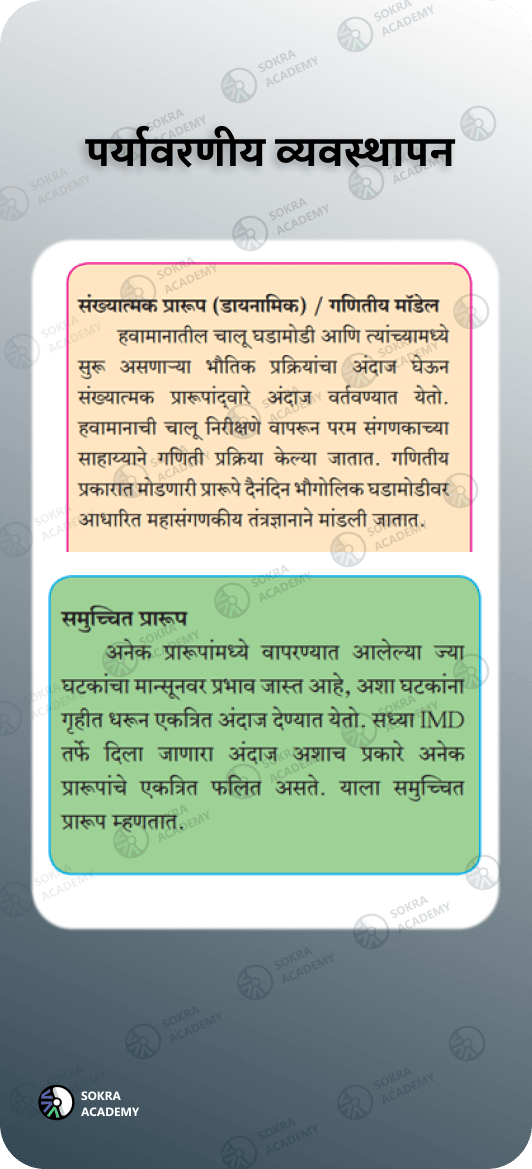 पर्यावरणीय व्यवस्थापन
संख्यात्मक प्रारूप (डायनामिक) / गणितीय मॉडेल
हवामानातील चालू घडामोडी आणि त्यांच्यामध्ये
सुरू असणाऱ्या भौतिक प्रक्रियांचा अंदाज घेऊन
संख्यात्मक प्रारूपांद्वारे अंदाज वर्तवण्यात येतो.
हवामानाची चालू निरीक्षणे वापरून परम संगणकाच्या
साहाय्याने गणिती प्रक्रिया केल्या जातात. गणितीय
प्रकारात मोडणारी प्रारूपे दैनंदिन भौगोलिक घडामोडींवर
आधारित महासंगणकीय तंत्रज्ञानाने मांडली जातात.
समुच्चित प्रारूप
अनेक प्रारूपांमध्ये वापरण्यात आलेल्या ज्या
घटकांचा मान्सूनवर प्रभाव जास्त आहे, अशा घटकांना
गृहीत धरून एकत्रित अंदाज देण्यात येतो. सध्या IMD
तर्फे दिला जाणारा अंदाज अशाच प्रकारे अनेक
प्रारूपांचे एकत्रित फलित असते. याला समुच्चित
प्रारूप म्हणतात.
SOKRA
ACADEMY